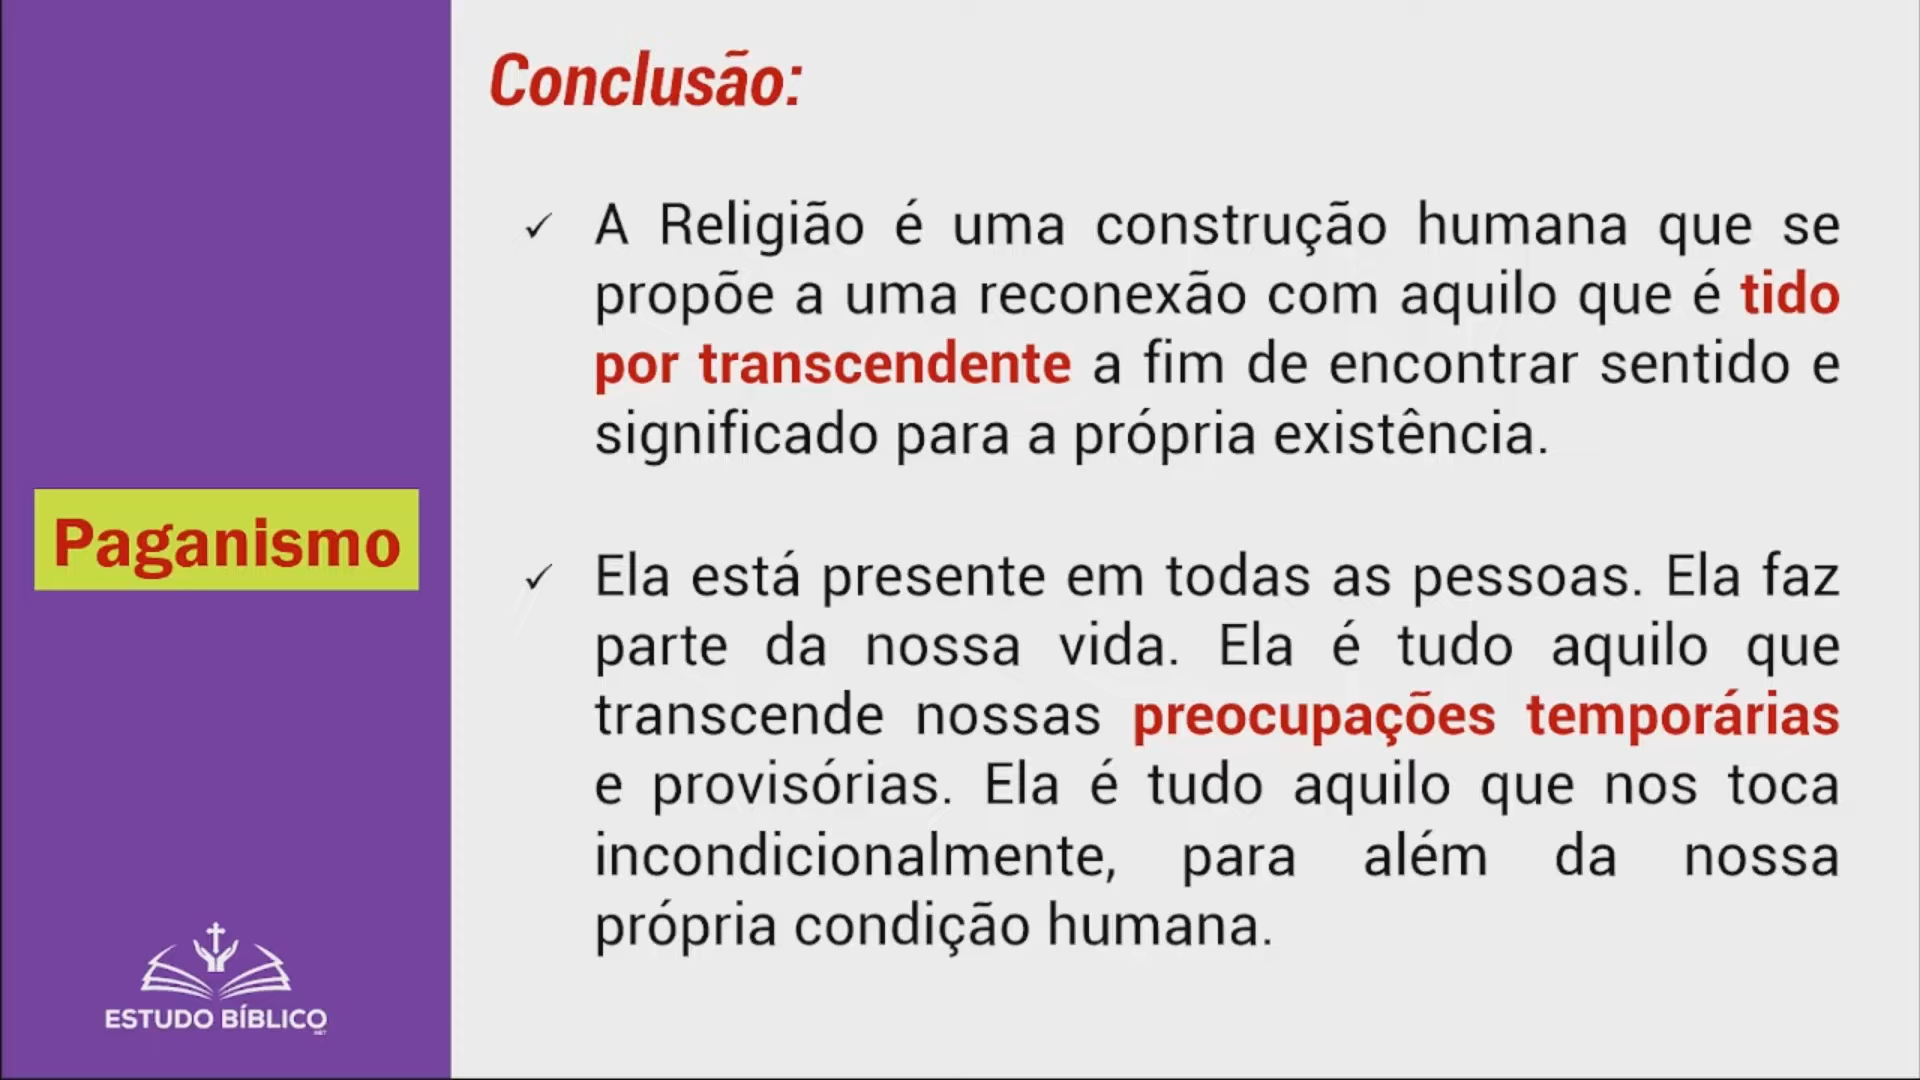 Conclusão:
✓ A Religião é uma construção humana que se
propõe a uma reconexão com aquilo que é tido
por transcendente a fim de encontrar sentido e
significado para a própria existência.
✓ Ela está presente em todas as pessoas. Ela faz
parte da nossa vida. Ela é tudo aquilo que
transcende nossas preocupações temporárias
e provisórias. Ela é tudo aquilo que nos toca
incondicionalmente, para além da nossa
própria condição humana.
Paganismo
ESTUDO BÍBLICO